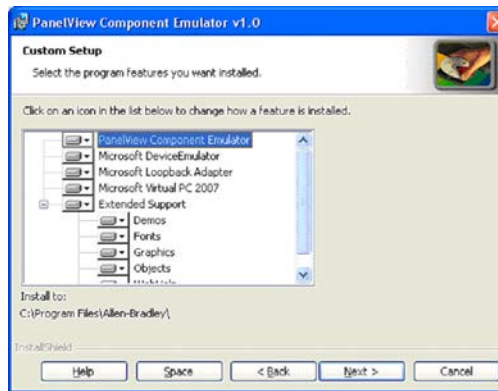 PanelView Component Emulator v1.0
Custom Setup
Select the program features you want installed.
Click on an icon in the list below to change how a feature is installed.
PanelView Component Emulator
Microsoft DeviceEmulator
Microsoft Loopback Adapter
Microsoft Virtual PC 2007
Extended Support
Demos
Fonts
Graphics
Objects
Install to:
C:\Program Files\Allen-Bradley\
InstallShield
Help
Space
< Back
Next >
Cancel